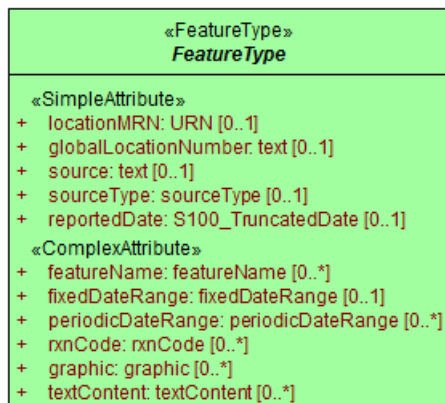 «FeatureType»
FeatureType
«SimpleAttribute»
+ locationMRN: URN [0..1]
+ globalLocationNumber: text [0..1]
+ source: text [0..1]
+ sourceType: sourceType [0..1]
+ reportedDate: S100_TruncatedDate [0..1]
«ComplexAttribute»
+ featureName: featureName [0..*]
+ fixedDateRange: fixedDateRange [0..1]
+ periodicDateRange: periodicDateRange [0..*]
+ rxnCode: rxnCode [0..*]
+ graphic: graphic [0..*]
+ textContent: textContent [0..*]